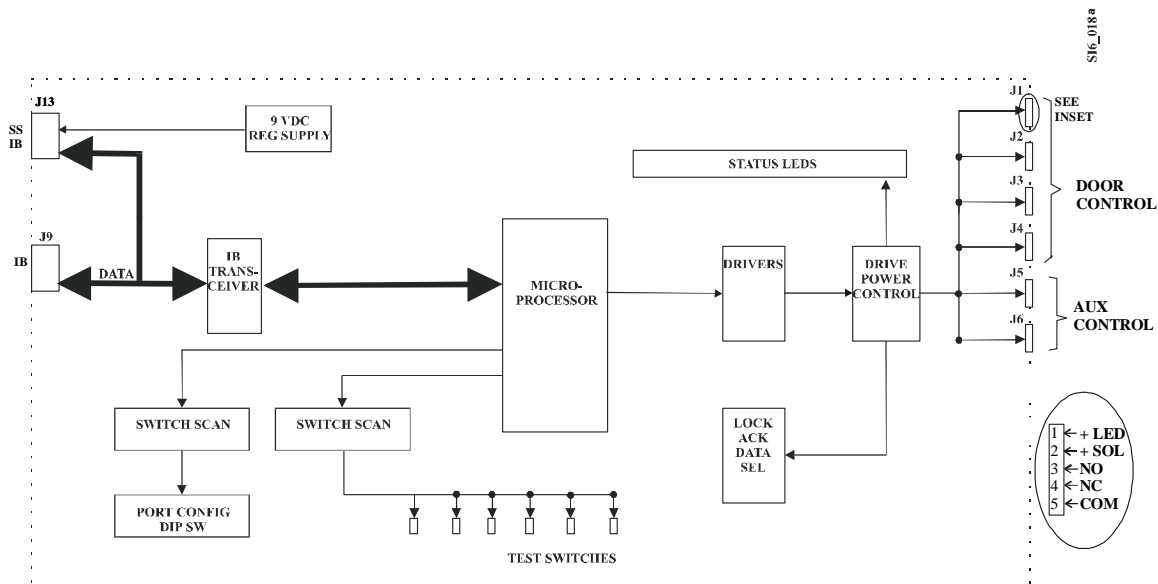 SI6_018a
J13
SS
IB
9 VDC
REG SUPPLY
J1
SEE
INSET
J2
STATUS LEDS
J3
DOOR
CONTROL
J4
J9
IB
DATA
IB
TRANS-
CEIVER
MICRO-
PROCESSOR
DRIVERS
DRIVE
POWER
CONTROL
J5
AUX
CONTROL
J6
SWITCH SCAN
SWITCH SCAN
LOCK
ACK
DATA
SEL
PORT CONFIG
DIP SW
TEST SWITCHES
1 + LED
2 + SOL
3 NO
4 NC
5 COM